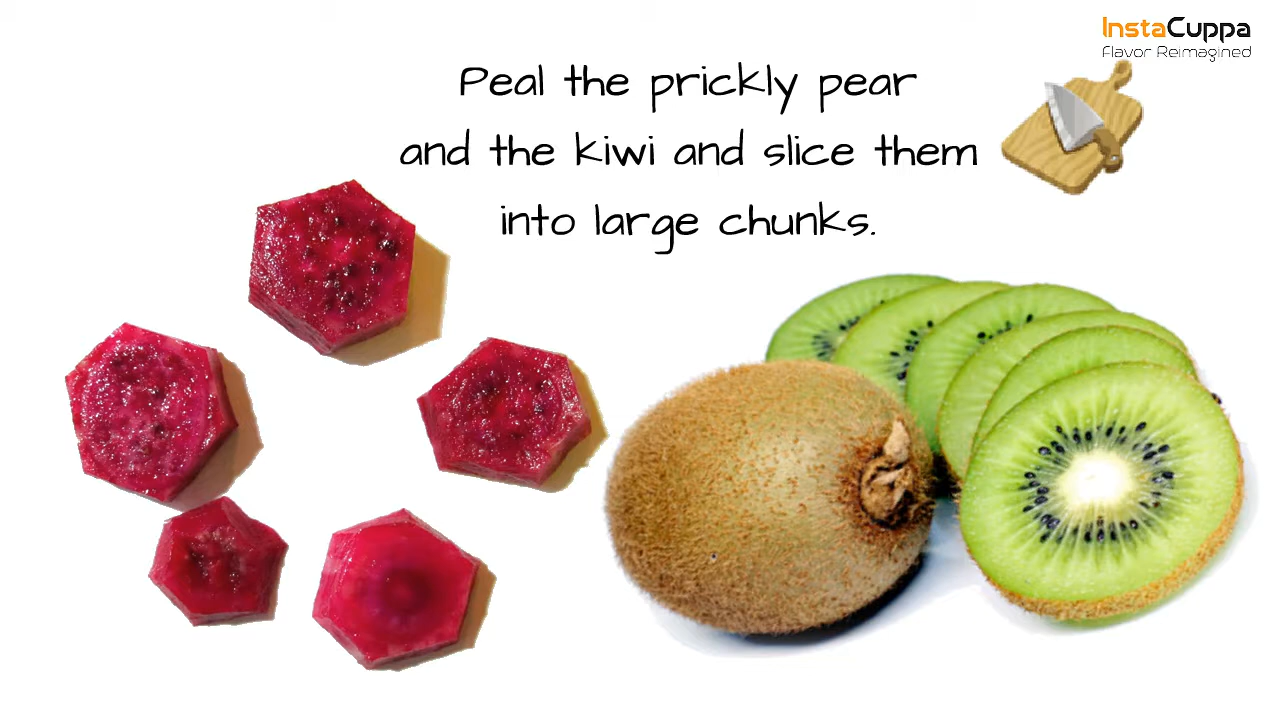 InstaCuppa
Flavor Reimagined
Peal the prickly pear
and the kiwi and slice them
into large chunks.